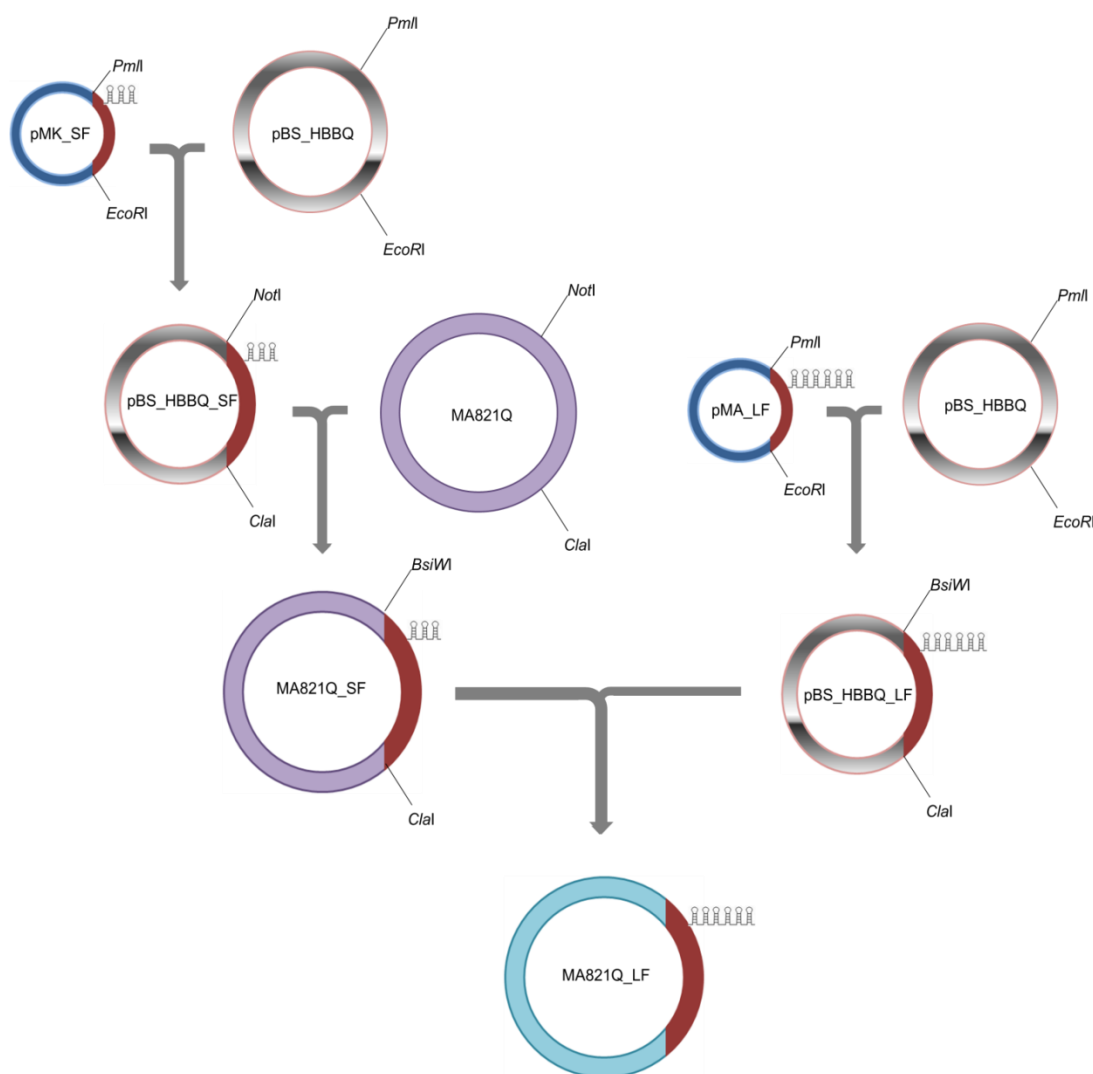 PmlI
PmlI
pMK_SF
pBS_HBBQ
EcoRI
EcoRI
NotI
NotI
pBS_HBBQ_SF
MA821Q
ClaI
ClaI
PmlI
PmlI
pMA_LF
pBS_HBBQ
EcoRI
EcoRI
BsiWI
MA821Q_SF
ClaI
BsiWI
pBS_HBBQ_LF
ClaI
MA821Q_LF